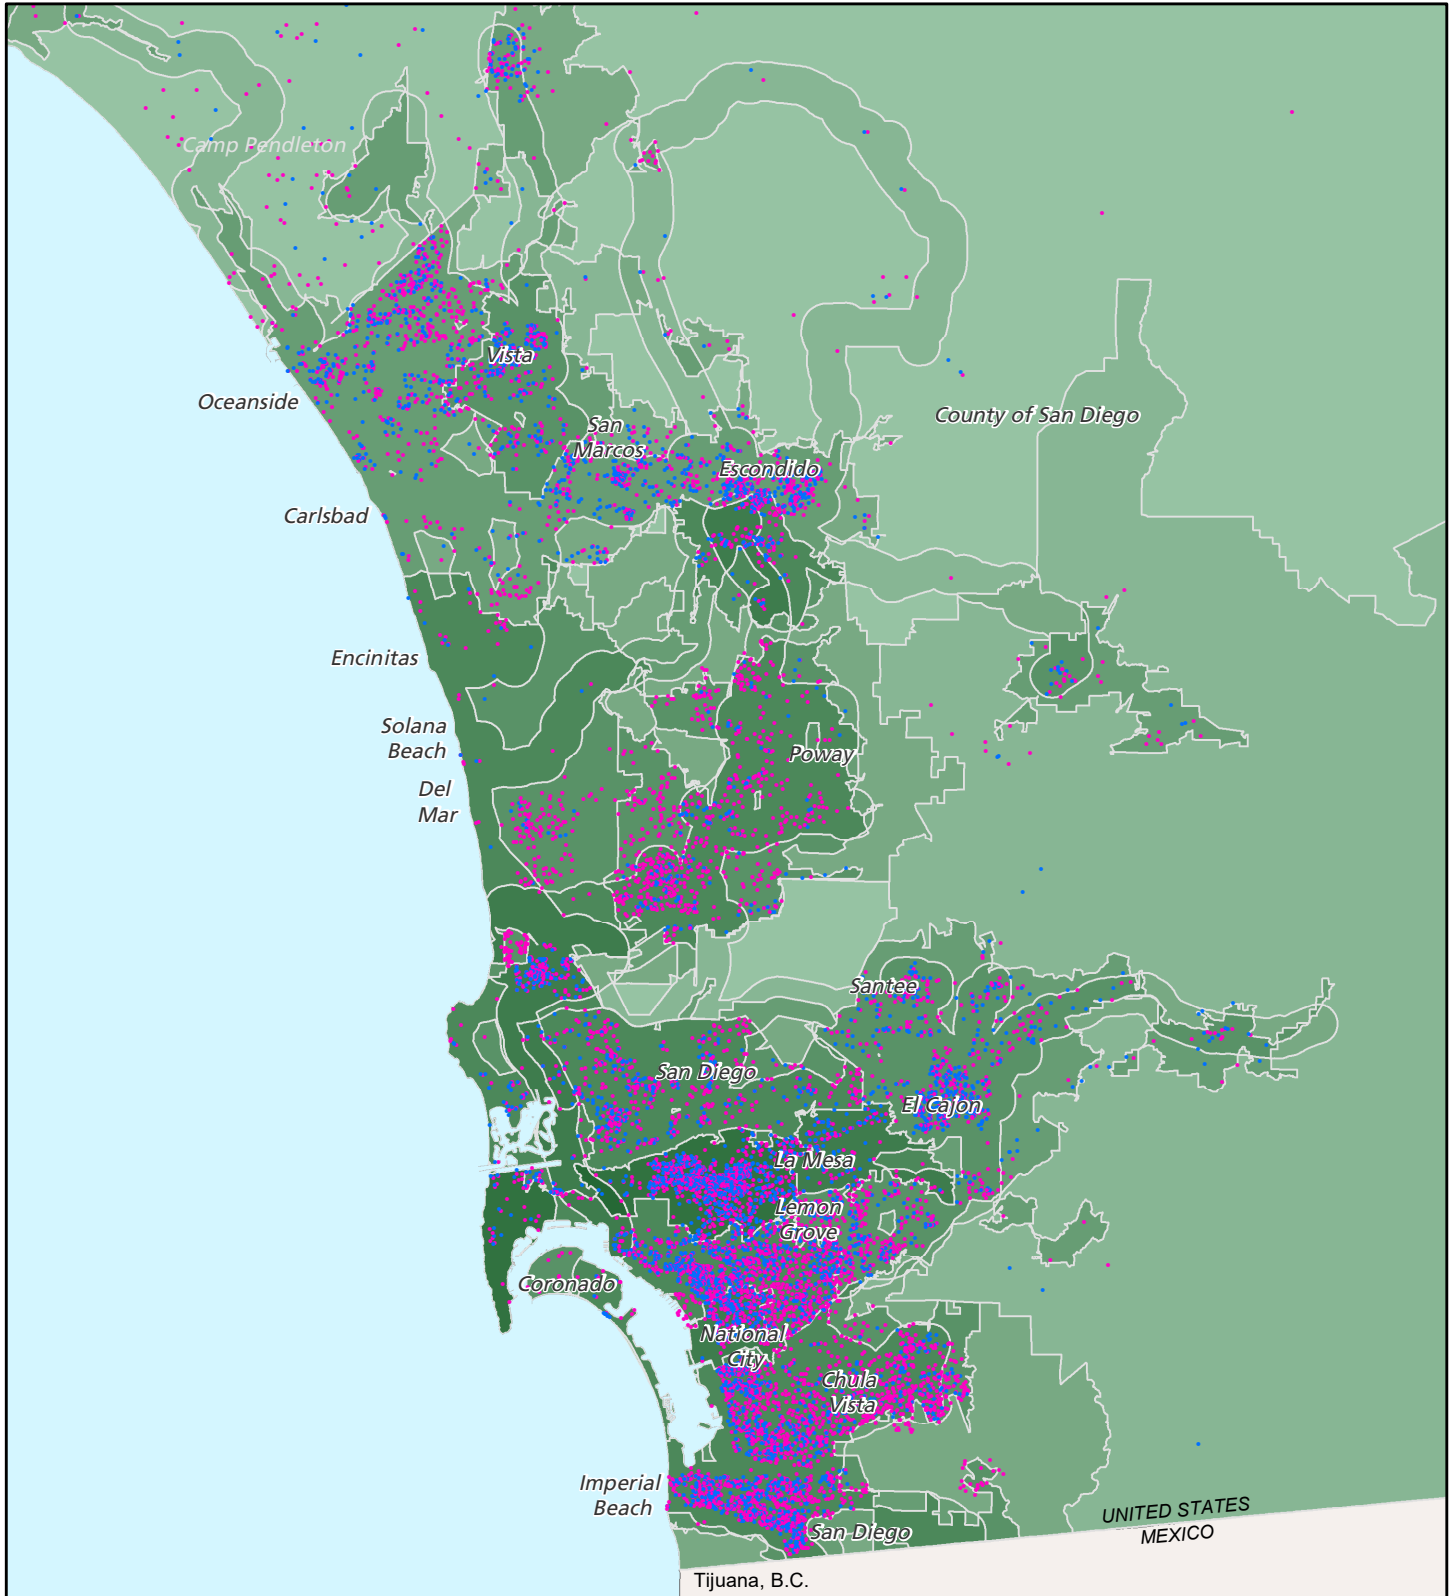 Camp Pendleton
Vista
Oceanside
San
Marcos
County of San Diego
Escondido
Carlsbad
Encinitas
Solana
Beach
Del
Mar
Poway
Santee
San Diego
El Cajon
La Mesa
Lemon
Grove
Coronado
National
City
Chula
Vista
Imperial
Beach
San Diego
UNITED STATES
MEXICO
Tijuana, B.C.